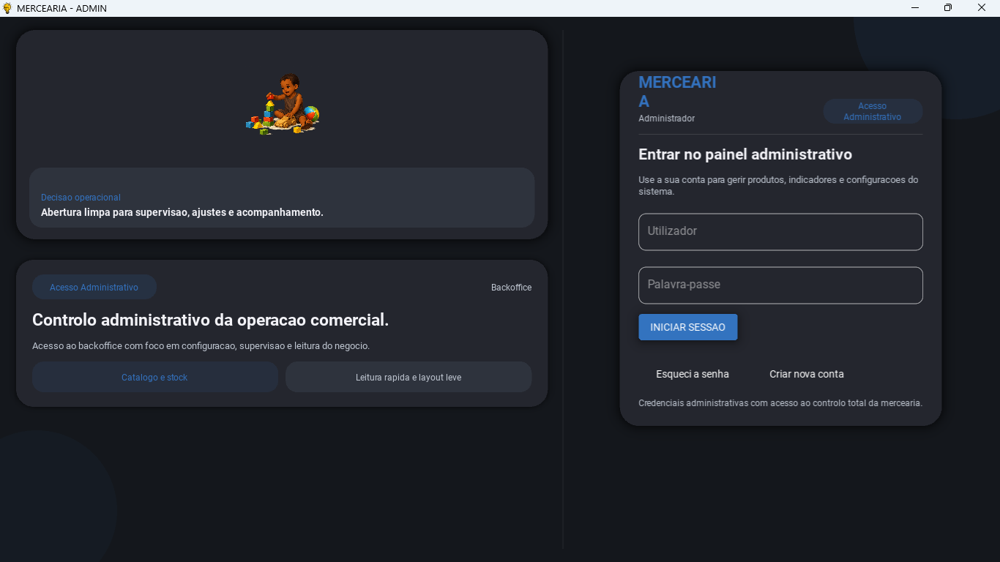 MERCEARIA - ADMIN
Decisao operacional
Abertura limpa para supervisao, ajustes e acompanhamento.
Acesso Administrativo
Backoffice
Controlo administrativo da operacao comercial.
Acesso ao backoffice com foco em configuracao, supervisao e leitura do negocio.
Catalogo e stock
Leitura rapida e layout leve
MERCEARI
A
Administrador
Acesso
Administrativo
Entrar no painel administrativo
Use a sua conta para gerir produtos, indicadores e configuracoes do
sistema.
Utilizador
Palavra-passe
INICIAR SESSAO
Esqueci a senha
Criar nova conta
Credenciais administrativas com acesso ao controlo total da mercearia.